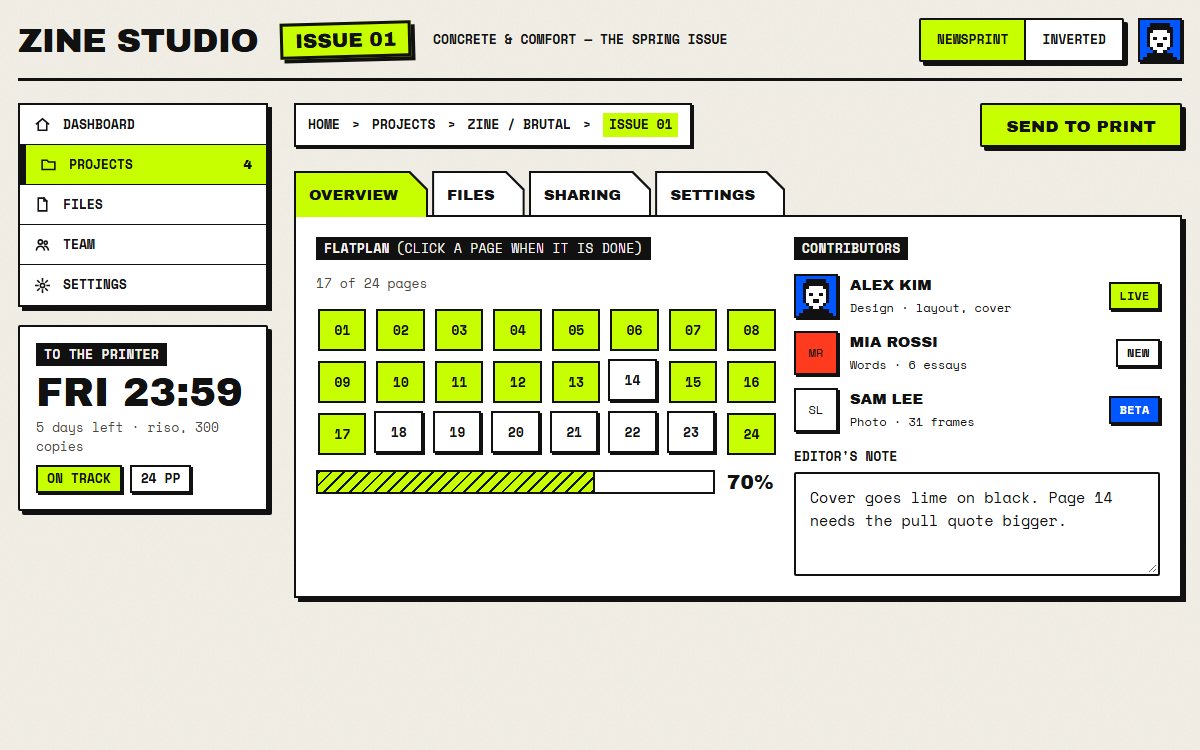 ZINE STUDIO
ISSUE 01
CONCRETE & COMFORT — THE SPRING ISSUE
NEWSPRINT
INVERTED
DASHBOARD
PROJECTS 4
FILES
TEAM
SETTINGS
TO THE PRINTER
FRI 23:59
5 days left · riso, 300
copies
ON TRACK
24 PP
HOME > PROJECTS > ZINE / BRUTAL > ISSUE 01
SEND TO PRINT
OVERVIEW
FILES
SHARING
SETTINGS
FLATPLAN (CLICK A PAGE WHEN IT IS DONE)
17 of 24 pages
01 02 03 04 05 06 07 08
09 10 11 12 13 14 15 16
17 18 19 20 21 22 23 24
70%
CONTRIBUTORS
ALEX KIM
Design · layout, cover
LIVE
MR
MIA ROSSI
Words · 6 essays
NEW
SL
SAM LEE
Photo · 31 frames
BETA
EDITOR'S NOTE
Cover goes lime on black. Page 14
needs the pull quote bigger.